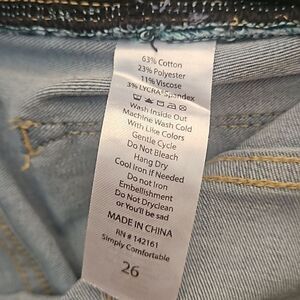 63% Cotton
23% Polyester
11% Viscose
3% LYCRA® Spandex
Wash Inside Out
Machine Wash Cold
With Like Colors
Gentle Cycle
Do Not Bleach
Hang Dry
Cool Iron If Needed
Do not Iron
Embellishment
Do Not Dryclean
or You'll be sad
MADE IN CHINA
RN # 142161
Simply Comfortable
26